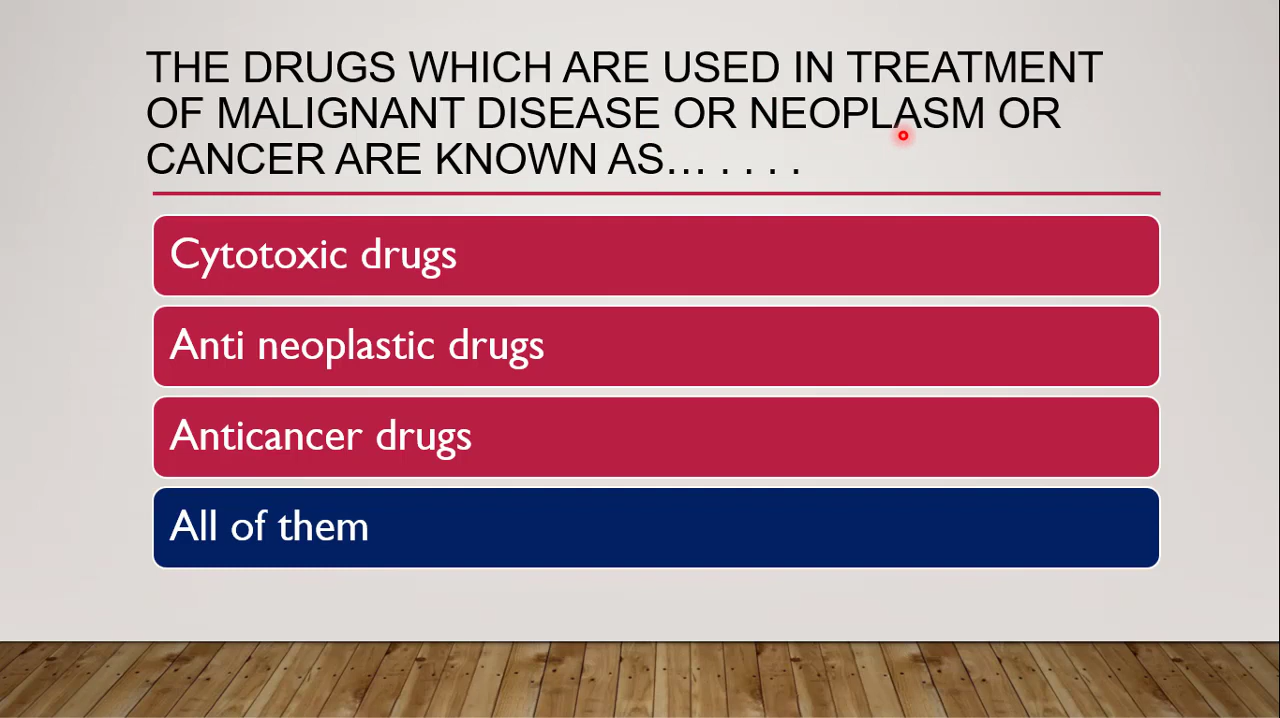 THE DRUGS WHICH ARE USED IN TREATMENT
OF MALIGNANT DISEASE OR NEOPLASM OR
CANCER ARE KNOWN AS… . . . .
Cytotoxic drugs
Anti neoplastic drugs
Anticancer drugs
All of them